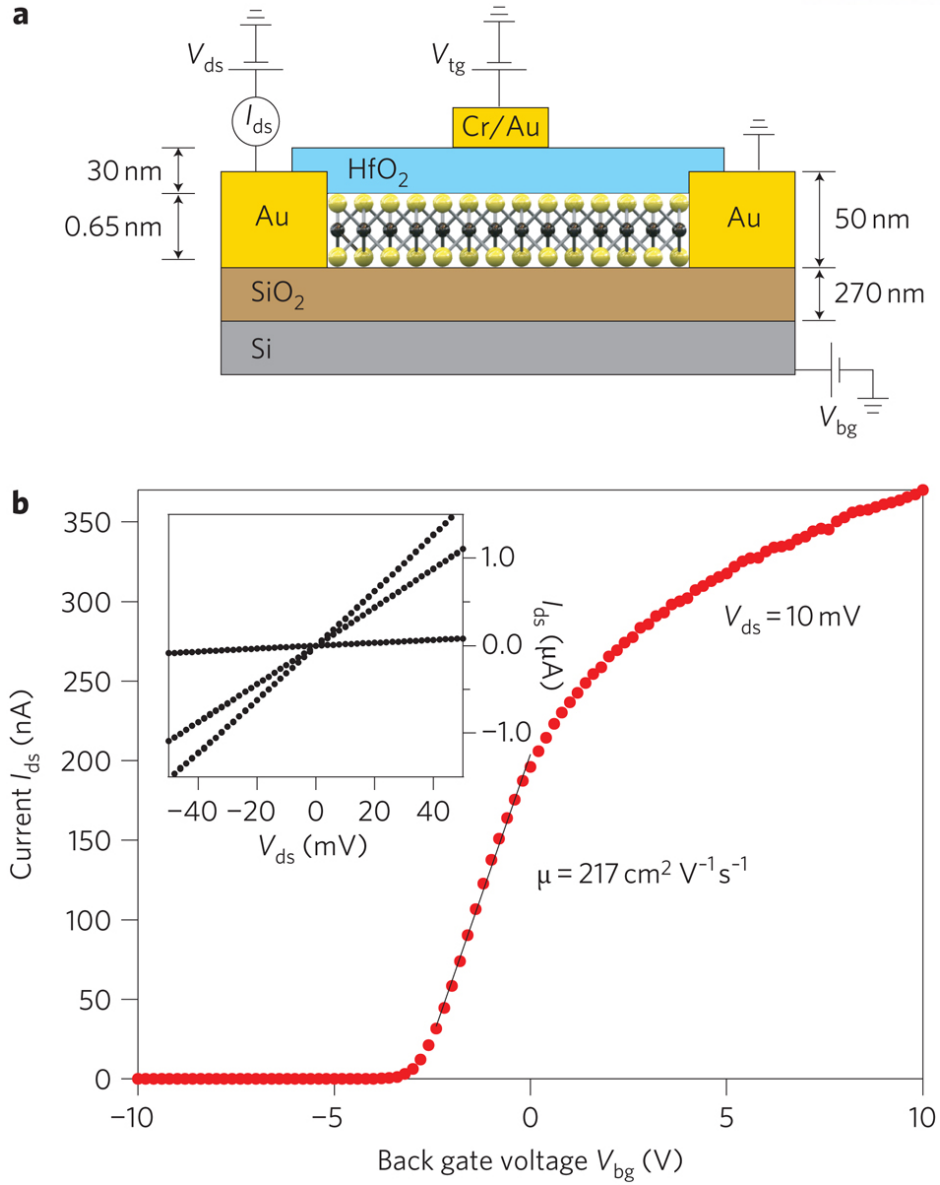 a
V_ds
V_tg
I_ds
Cr/Au
30 nm
HfO₂
0.65 nm
Au
Au
50 nm
SiO₂
270 nm
Si
V_bg
b
350
300
250
200
150
100
50
0
Current I_ds (nA)
1.0
0.0
−1.0
I_ds (μA)
−40 −20 0 20 40
V_ds (mV)
V_ds = 10 mV
μ = 217 cm² V⁻¹ s⁻¹
−10 −5 0 5 10
Back gate voltage V_bg (V)